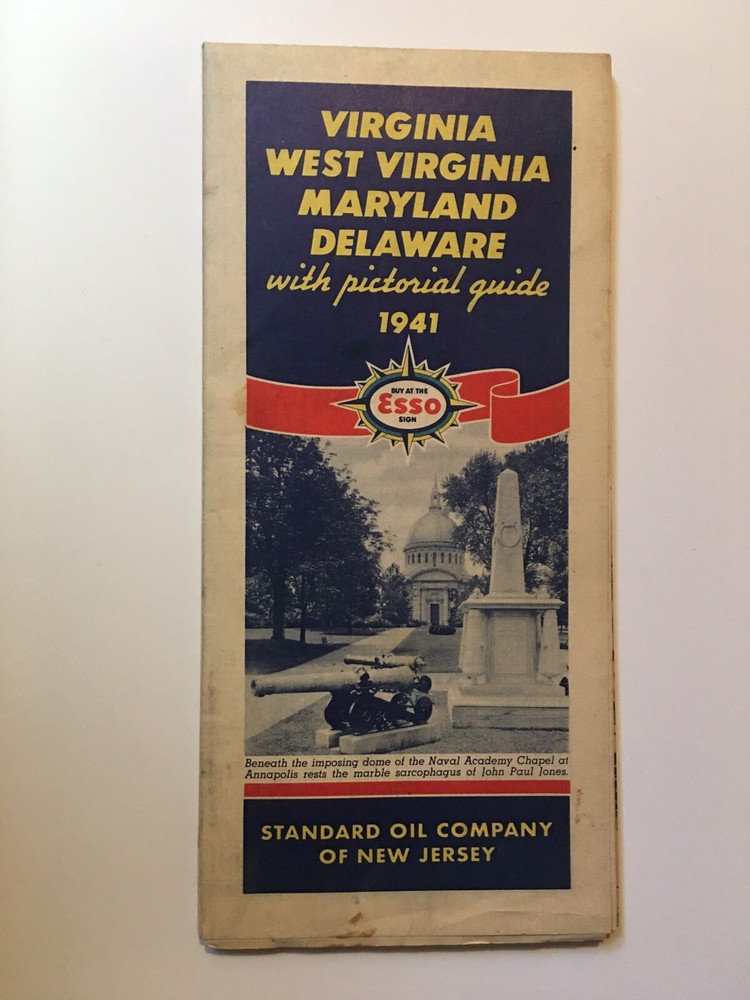 VIRGINIA
WEST VIRGINIA
MARYLAND
DELAWARE
with pictorial guide
1941
BUY AT THE
Esso
SIGN
Beneath the imposing dome of the Naval Academy Chapel at
Annapolis rests the marble sarcophagus of John Paul Jones.
STANDARD OIL COMPANY
OF NEW JERSEY